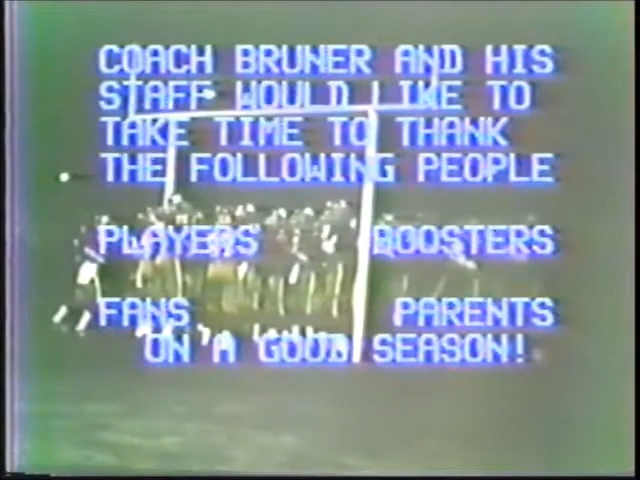 COACH BRUNER AND HIS
STAFF WOULD LIKE TO
TAKE TIME TO THANK
THE FOLLOWING PEOPLE
PLAYERS BOOSTERS
FANS PARENTS
ON A GOOD SEASON!